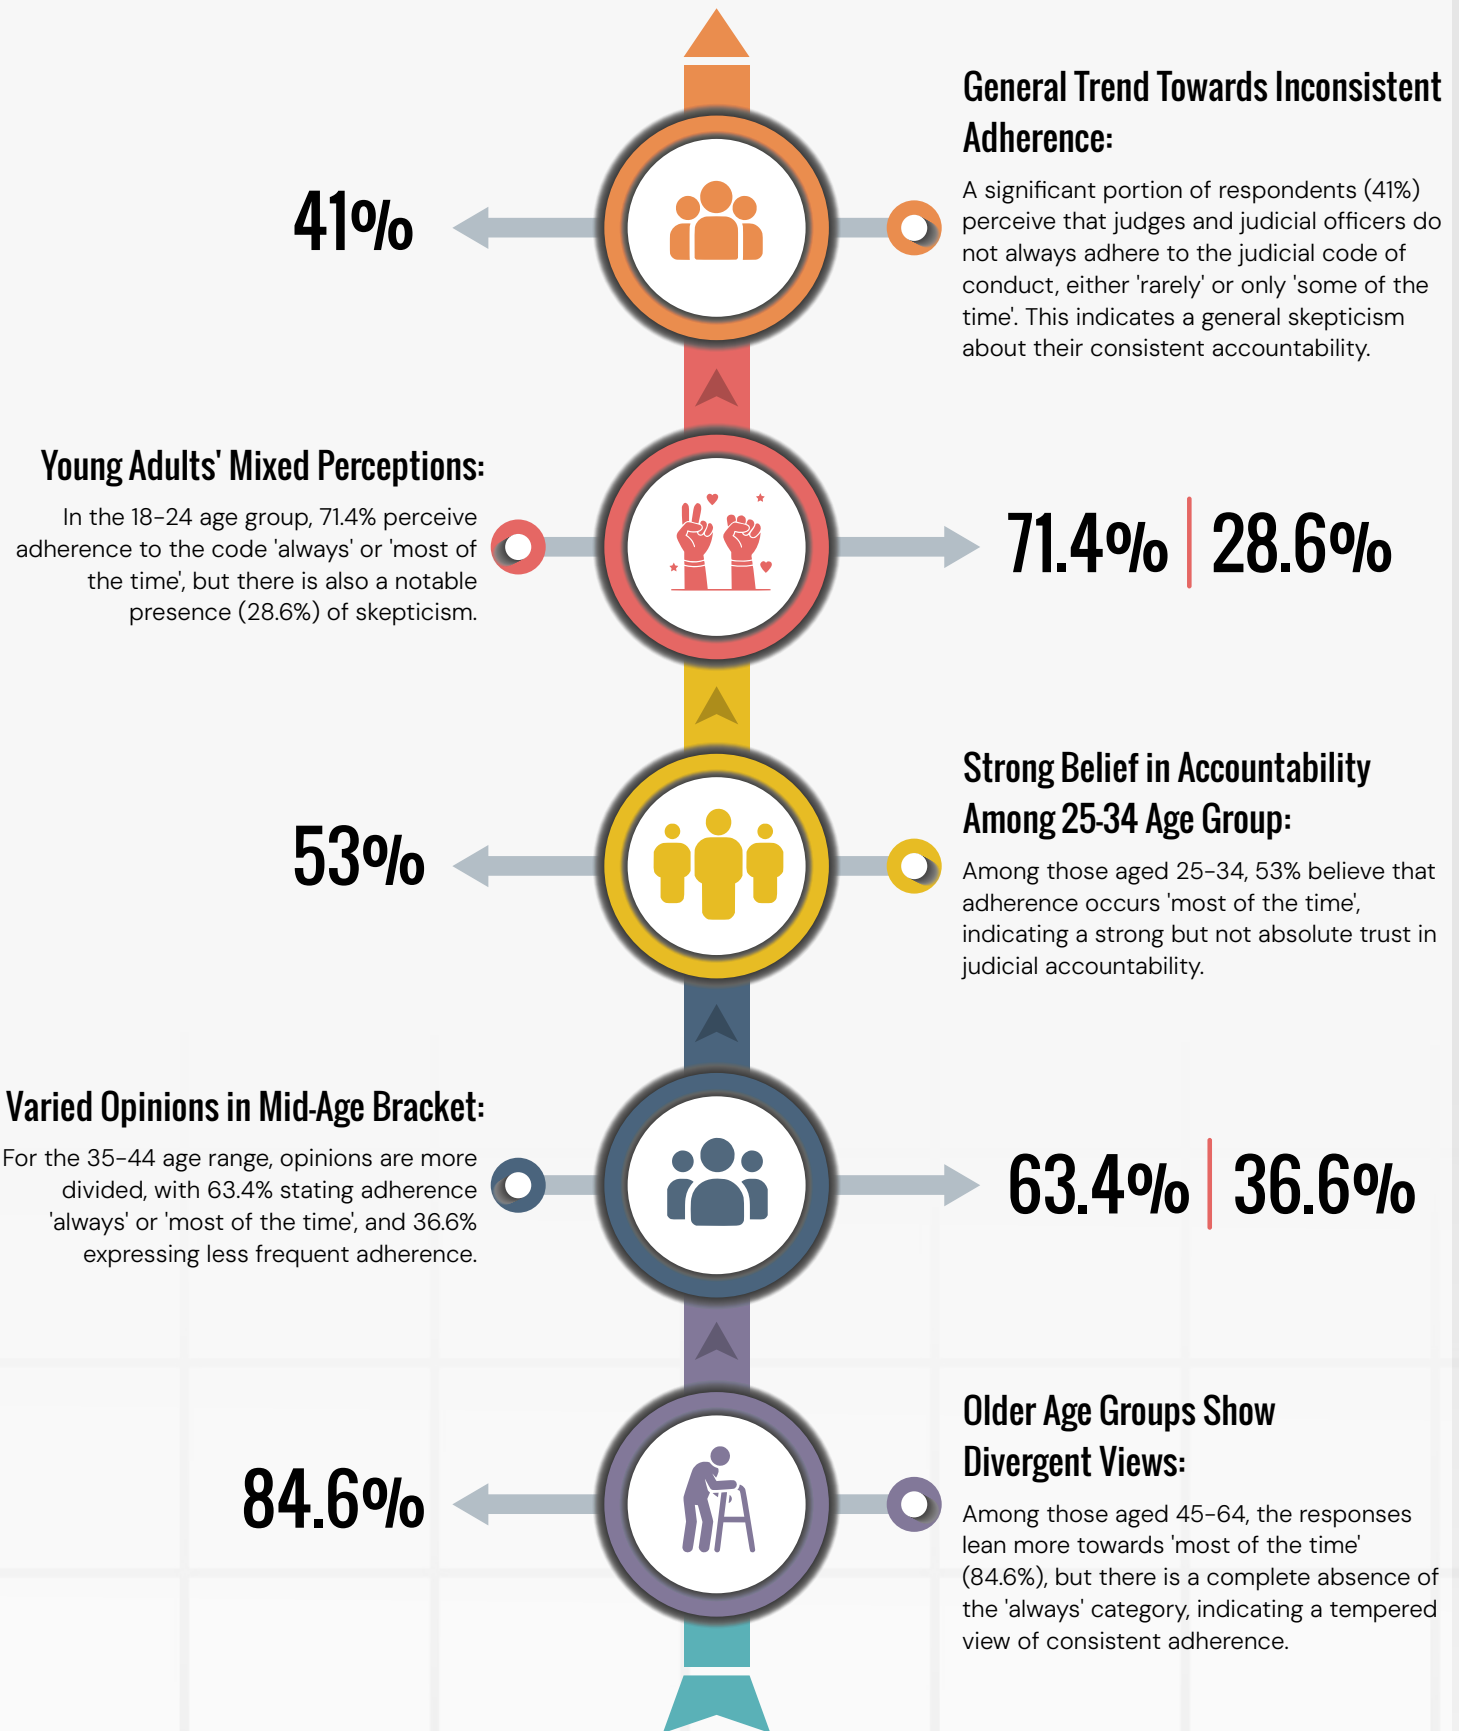 General Trend Towards Inconsistent
Adherence:
A significant portion of respondents (41%)
perceive that judges and judicial officers do
not always adhere to the judicial code of
conduct, either 'rarely' or only 'some of the
time'. This indicates a general skepticism
about their consistent accountability.
41%
Young Adults' Mixed Perceptions:
In the 18-24 age group, 71.4% perceive
adherence to the code 'always' or 'most of
the time', but there is also a notable
presence (28.6%) of skepticism.
71.4% 28.6%
Strong Belief in Accountability
Among 25-34 Age Group:
Among those aged 25-34, 53% believe that
adherence occurs 'most of the time',
indicating a strong but not absolute trust in
judicial accountability.
53%
Varied Opinions in Mid-Age Bracket:
For the 35-44 age range, opinions are more
divided, with 63.4% stating adherence
'always' or 'most of the time', and 36.6%
expressing less frequent adherence.
63.4% 36.6%
Older Age Groups Show
Divergent Views:
Among those aged 45-64, the responses
lean more towards 'most of the time'
(84.6%), but there is a complete absence of
the 'always' category, indicating a tempered
view of consistent adherence.
84.6%